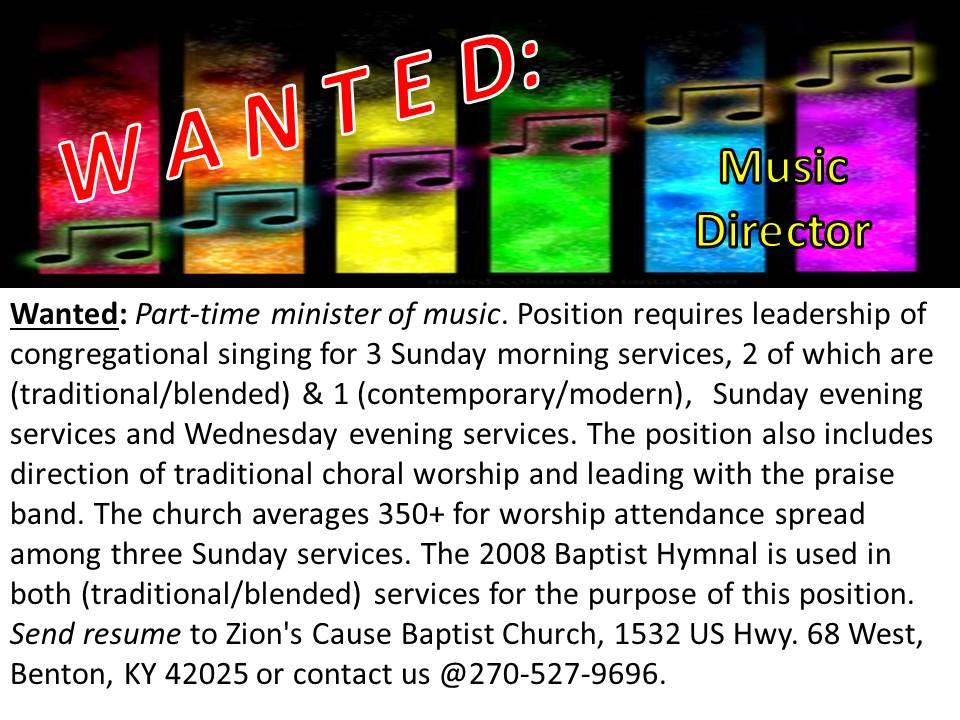 WANTED:
Music
Director
Wanted: Part-time minister of music. Position requires leadership of
congregational singing for 3 Sunday morning services, 2 of which are
(traditional/blended) & 1 (contemporary/modern), Sunday evening
services and Wednesday evening services. The position also includes
direction of traditional choral worship and leading with the praise
band. The church averages 350+ for worship attendance spread
among three Sunday services. The 2008 Baptist Hymnal is used in
both (traditional/blended) services for the purpose of this position.
Send resume to Zion's Cause Baptist Church, 1532 US Hwy. 68 West,
Benton, KY 42025 or contact us @270-527-9696.